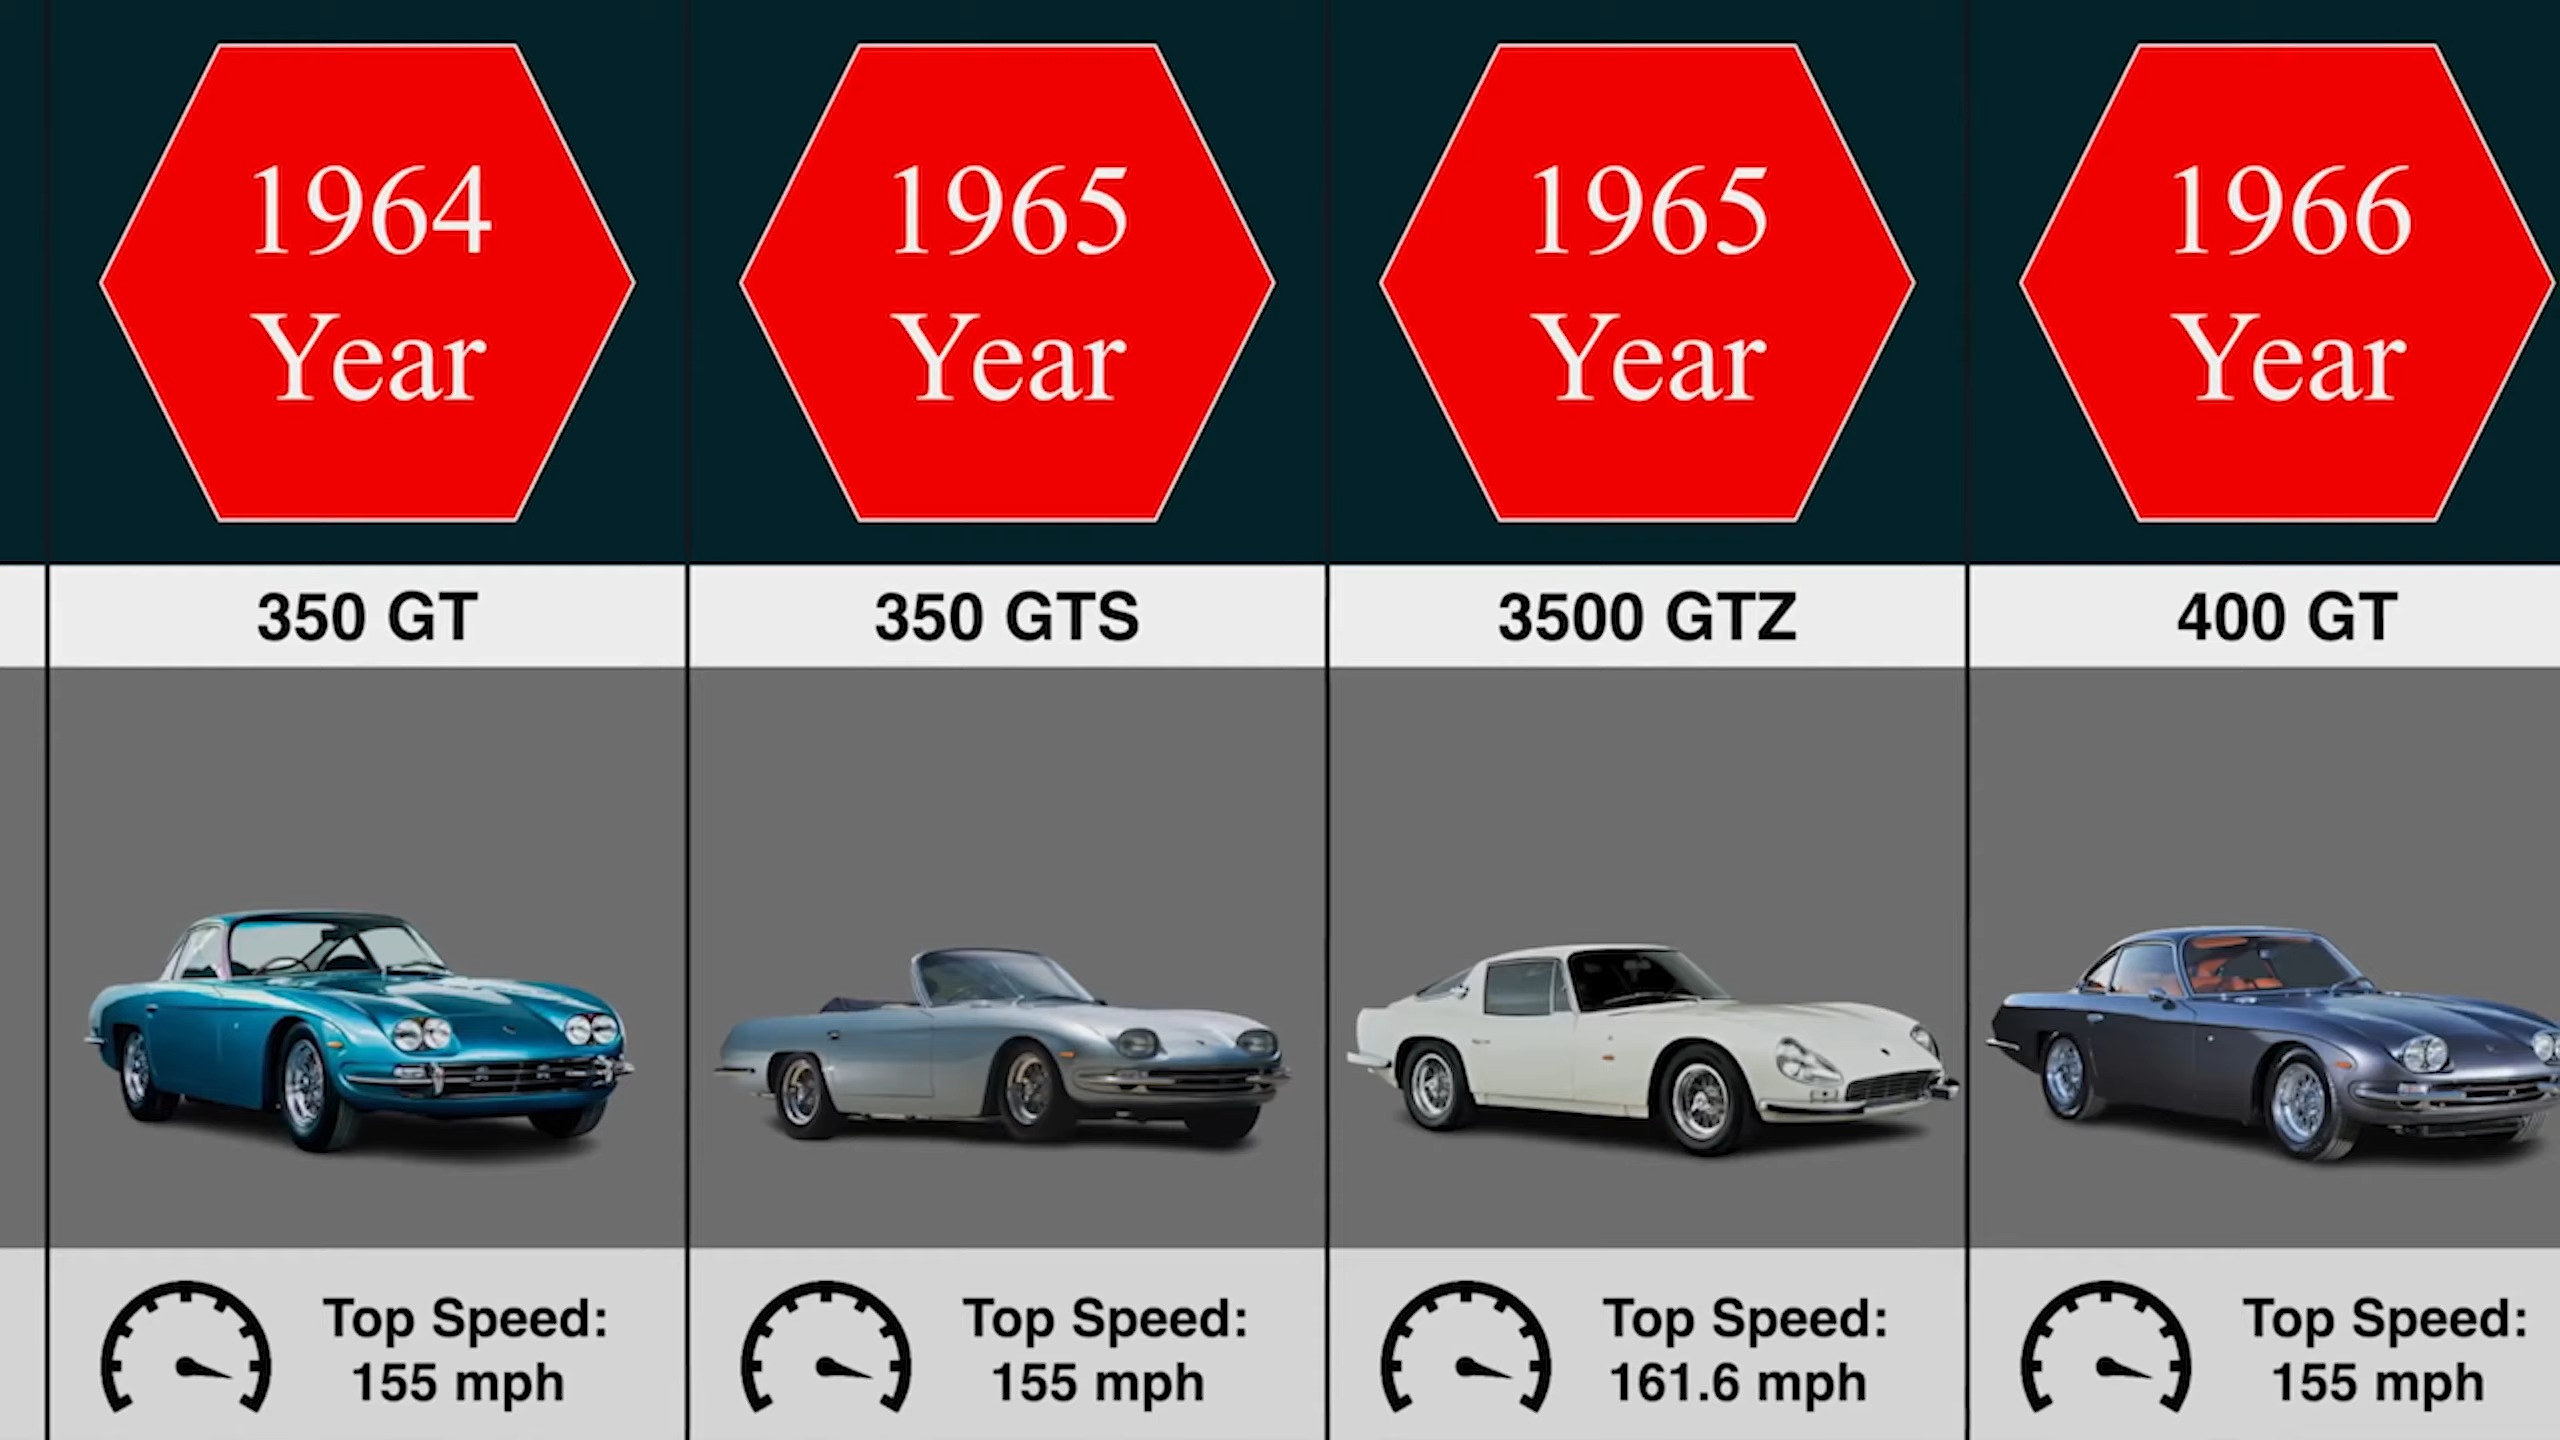 1964
Year
1965
Year
1965
Year
1966
Year
350 GT
350 GTS
3500 GTZ
400 GT
Top Speed:
155 mph
Top Speed:
155 mph
Top Speed:
161.6 mph
Top Speed:
155 mph